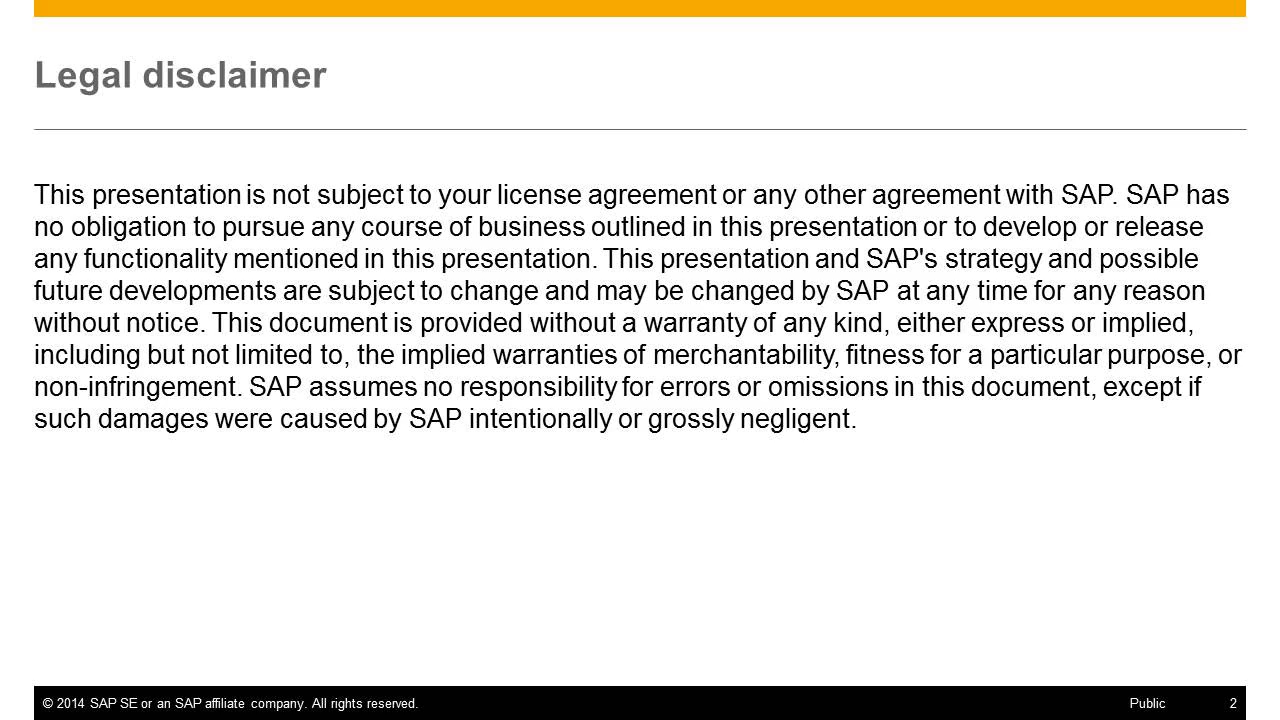 Legal disclaimer
This presentation is not subject to your license agreement or any other agreement with SAP. SAP has
no obligation to pursue any course of business outlined in this presentation or to develop or release
any functionality mentioned in this presentation. This presentation and SAP's strategy and possible
future developments are subject to change and may be changed by SAP at any time for any reason
without notice. This document is provided without a warranty of any kind, either express or implied,
including but not limited to, the implied warranties of merchantability, fitness for a particular purpose, or
non-infringement. SAP assumes no responsibility for errors or omissions in this document, except if
such damages were caused by SAP intentionally or grossly negligent.
© 2014 SAP SE or an SAP affiliate company. All rights reserved. Public 2